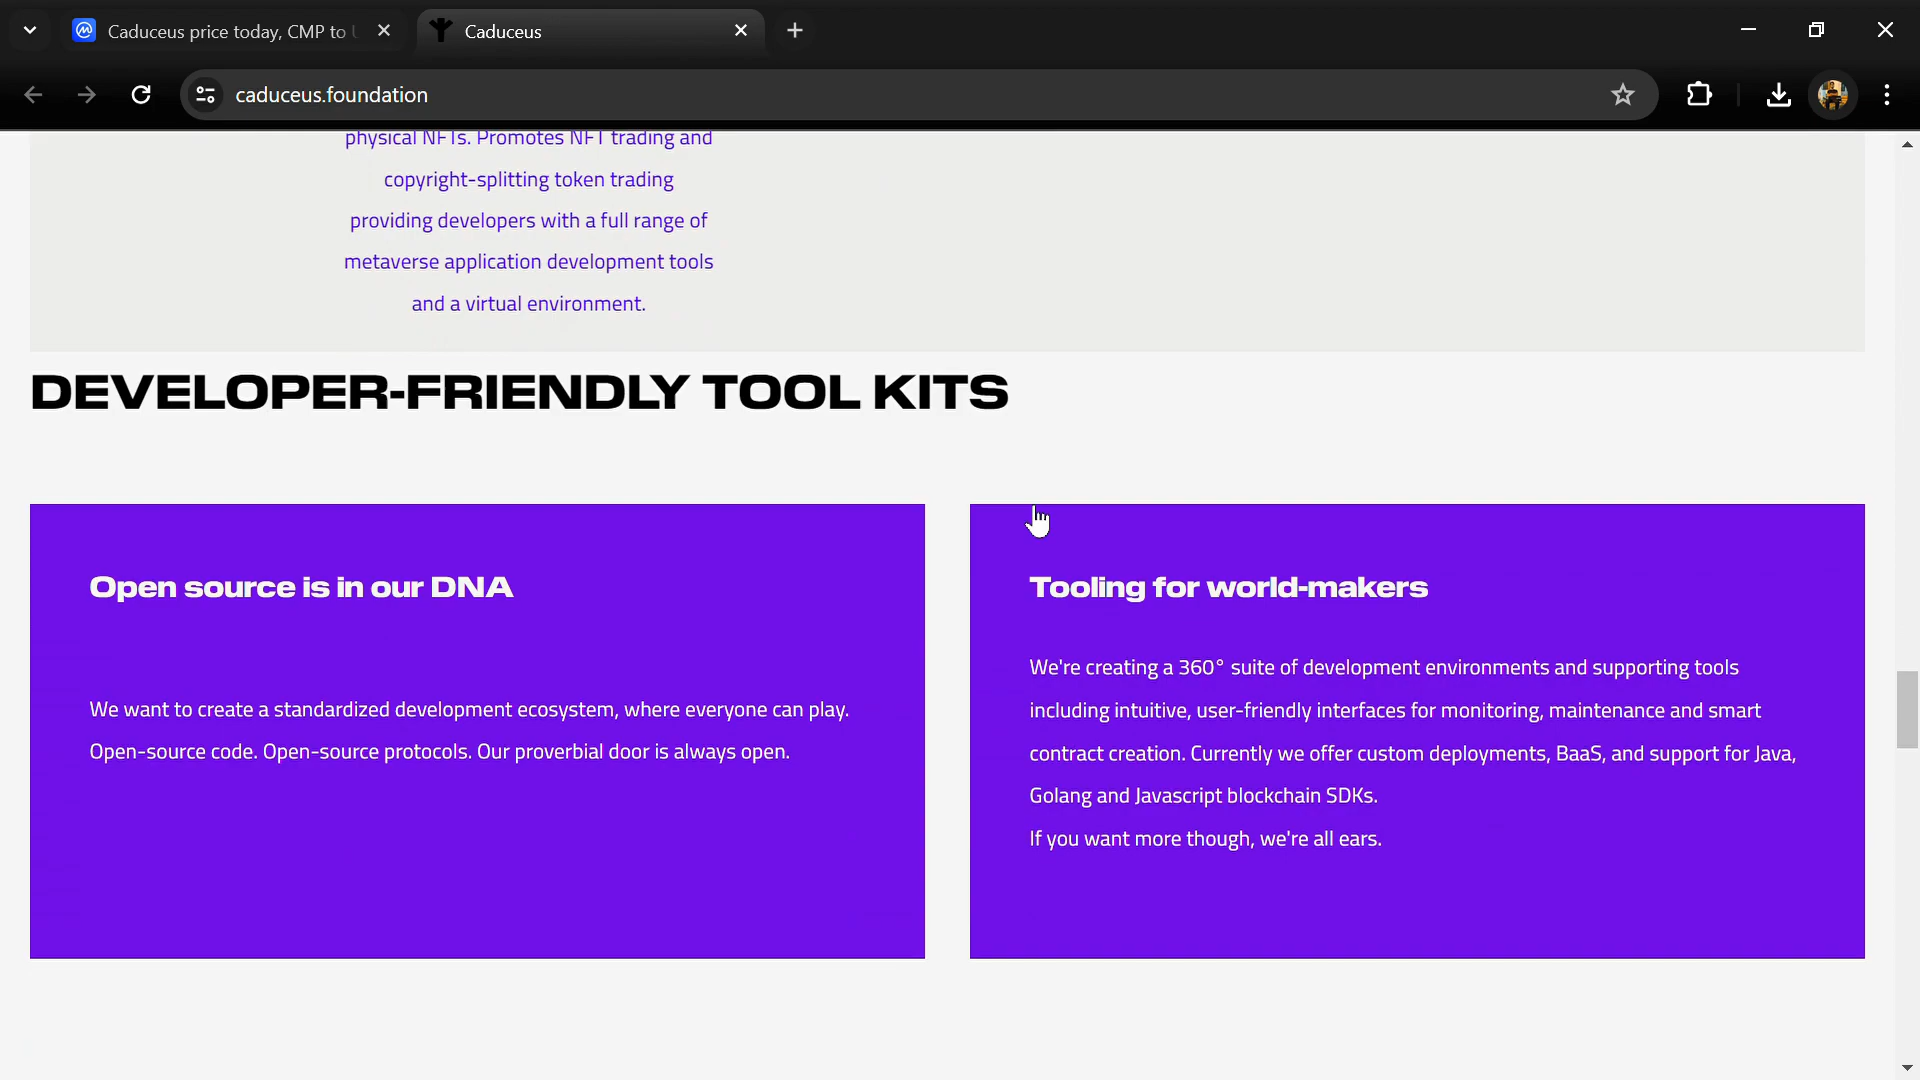 Caduceus price today, CMP to
Caduceus
caduceus.foundation
physical NFTs. Promotes NFT trading and
copyright-splitting token trading
providing developers with a full range of
metaverse application development tools
and a virtual environment.
DEVELOPER-FRIENDLY TOOL KITS
Open source is in our DNA
We want to create a standardized development ecosystem, where everyone can play.
Open-source code. Open-source protocols. Our proverbial door is always open.
Tooling for world-makers
We're creating a 360° suite of development environments and supporting tools
including intuitive, user-friendly interfaces for monitoring, maintenance and smart
contract creation. Currently we offer custom deployments, BaaS, and support for Java,
Golang and Javascript blockchain SDKs.
If you want more though, we're all ears.